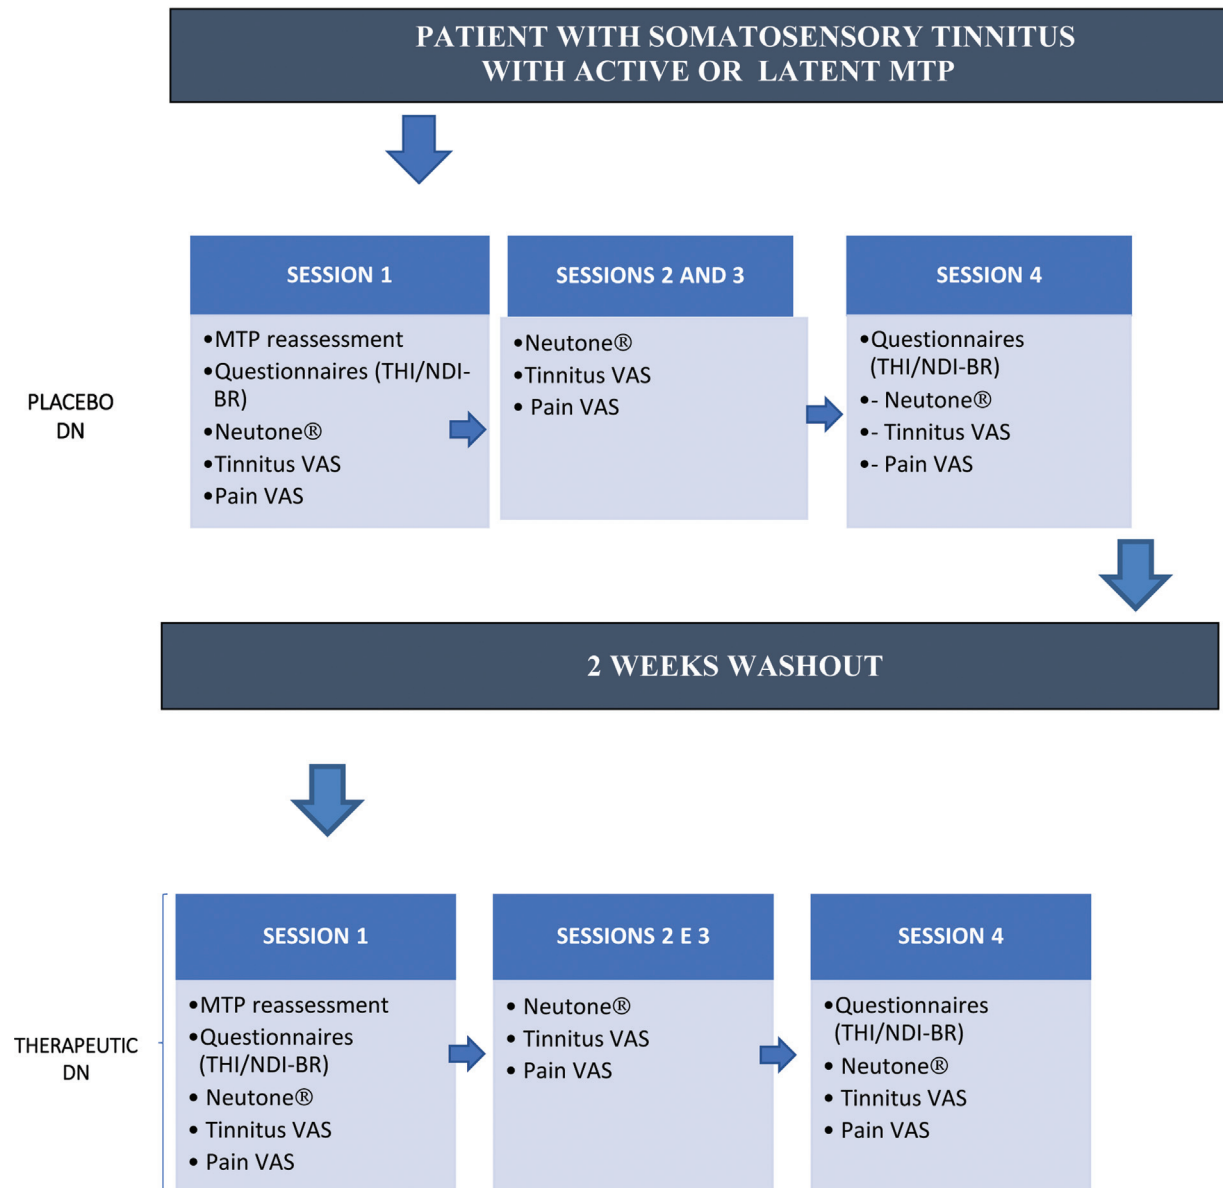 PATIENT WITH SOMATOSENSORY TINNITUS
WITH ACTIVE OR LATENT MTP
PLACEBO
DN
SESSION 1
•MTP reassessment
•Questionnaires (THI/NDI-
BR)
•Neutone®
•Tinnitus VAS
•Pain VAS
SESSIONS 2 AND 3
•Neutone®
•Tinnitus VAS
• Pain VAS
SESSION 4
•Questionnaires
(THI/NDI-BR)
•- Neutone®
•- Tinnitus VAS
•- Pain VAS
2 WEEKS WASHOUT
THERAPEUTIC
DN
SESSION 1
•MTP reassessment
•Questionnaires
(THI/NDI-BR)
• Neutone®
• Tinnitus VAS
• Pain VAS
SESSIONS 2 E 3
• Neutone®
• Tinnitus VAS
• Pain VAS
SESSION 4
•Questionnaires
(THI/NDI-BR)
• Neutone®
• Tinnitus VAS
• Pain VAS